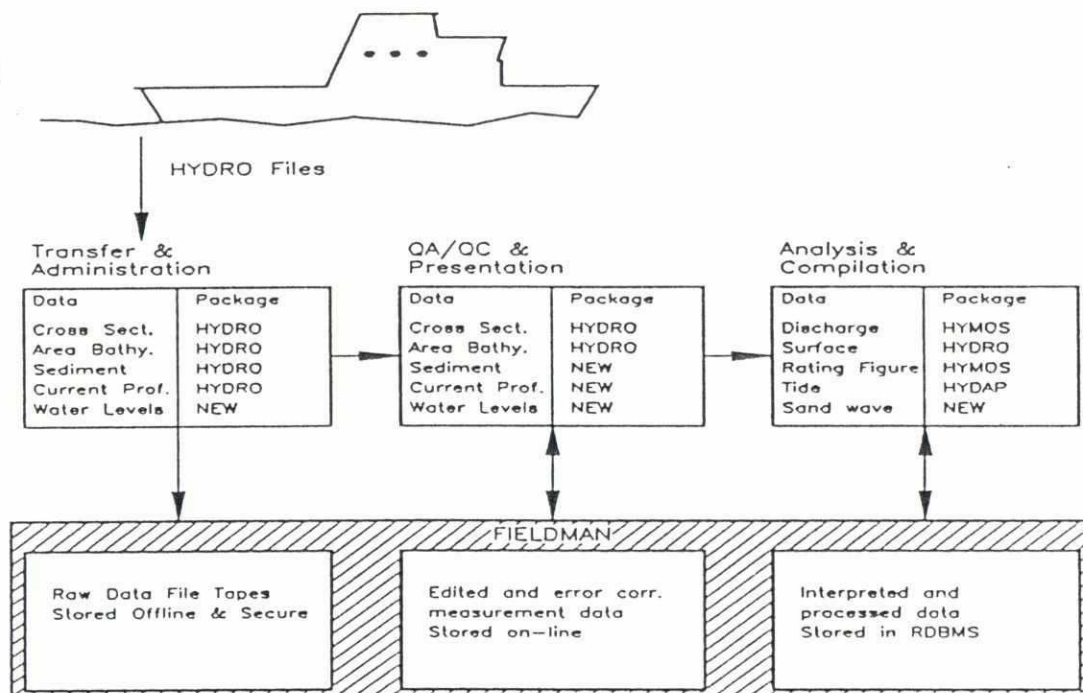 HYDRO Files
Transfer &
Administration
Data Package
Cross Sect. HYDRO
Area Bathy. HYDRO
Sediment HYDRO
Current Prof. HYDRO
Water Levels NEW
QA/QC &
Presentation
Data Package
Cross Sect. HYDRO
Area Bathy. HYDRO
Sediment NEW
Current Prof. NEW
Water Levels NEW
Analysis &
Compilation
Data Package
Discharge HYMOS
Surface HYDRO
Rating Figure HYMOS
Tide HYDAP
Sand wave NEW
FIELDMAN
Raw Data File Tapes
Stored Offline & Secure
Edited and error corr.
measurement data
Stored on-line
Interpreted and
processed data
Stored in RDBMS